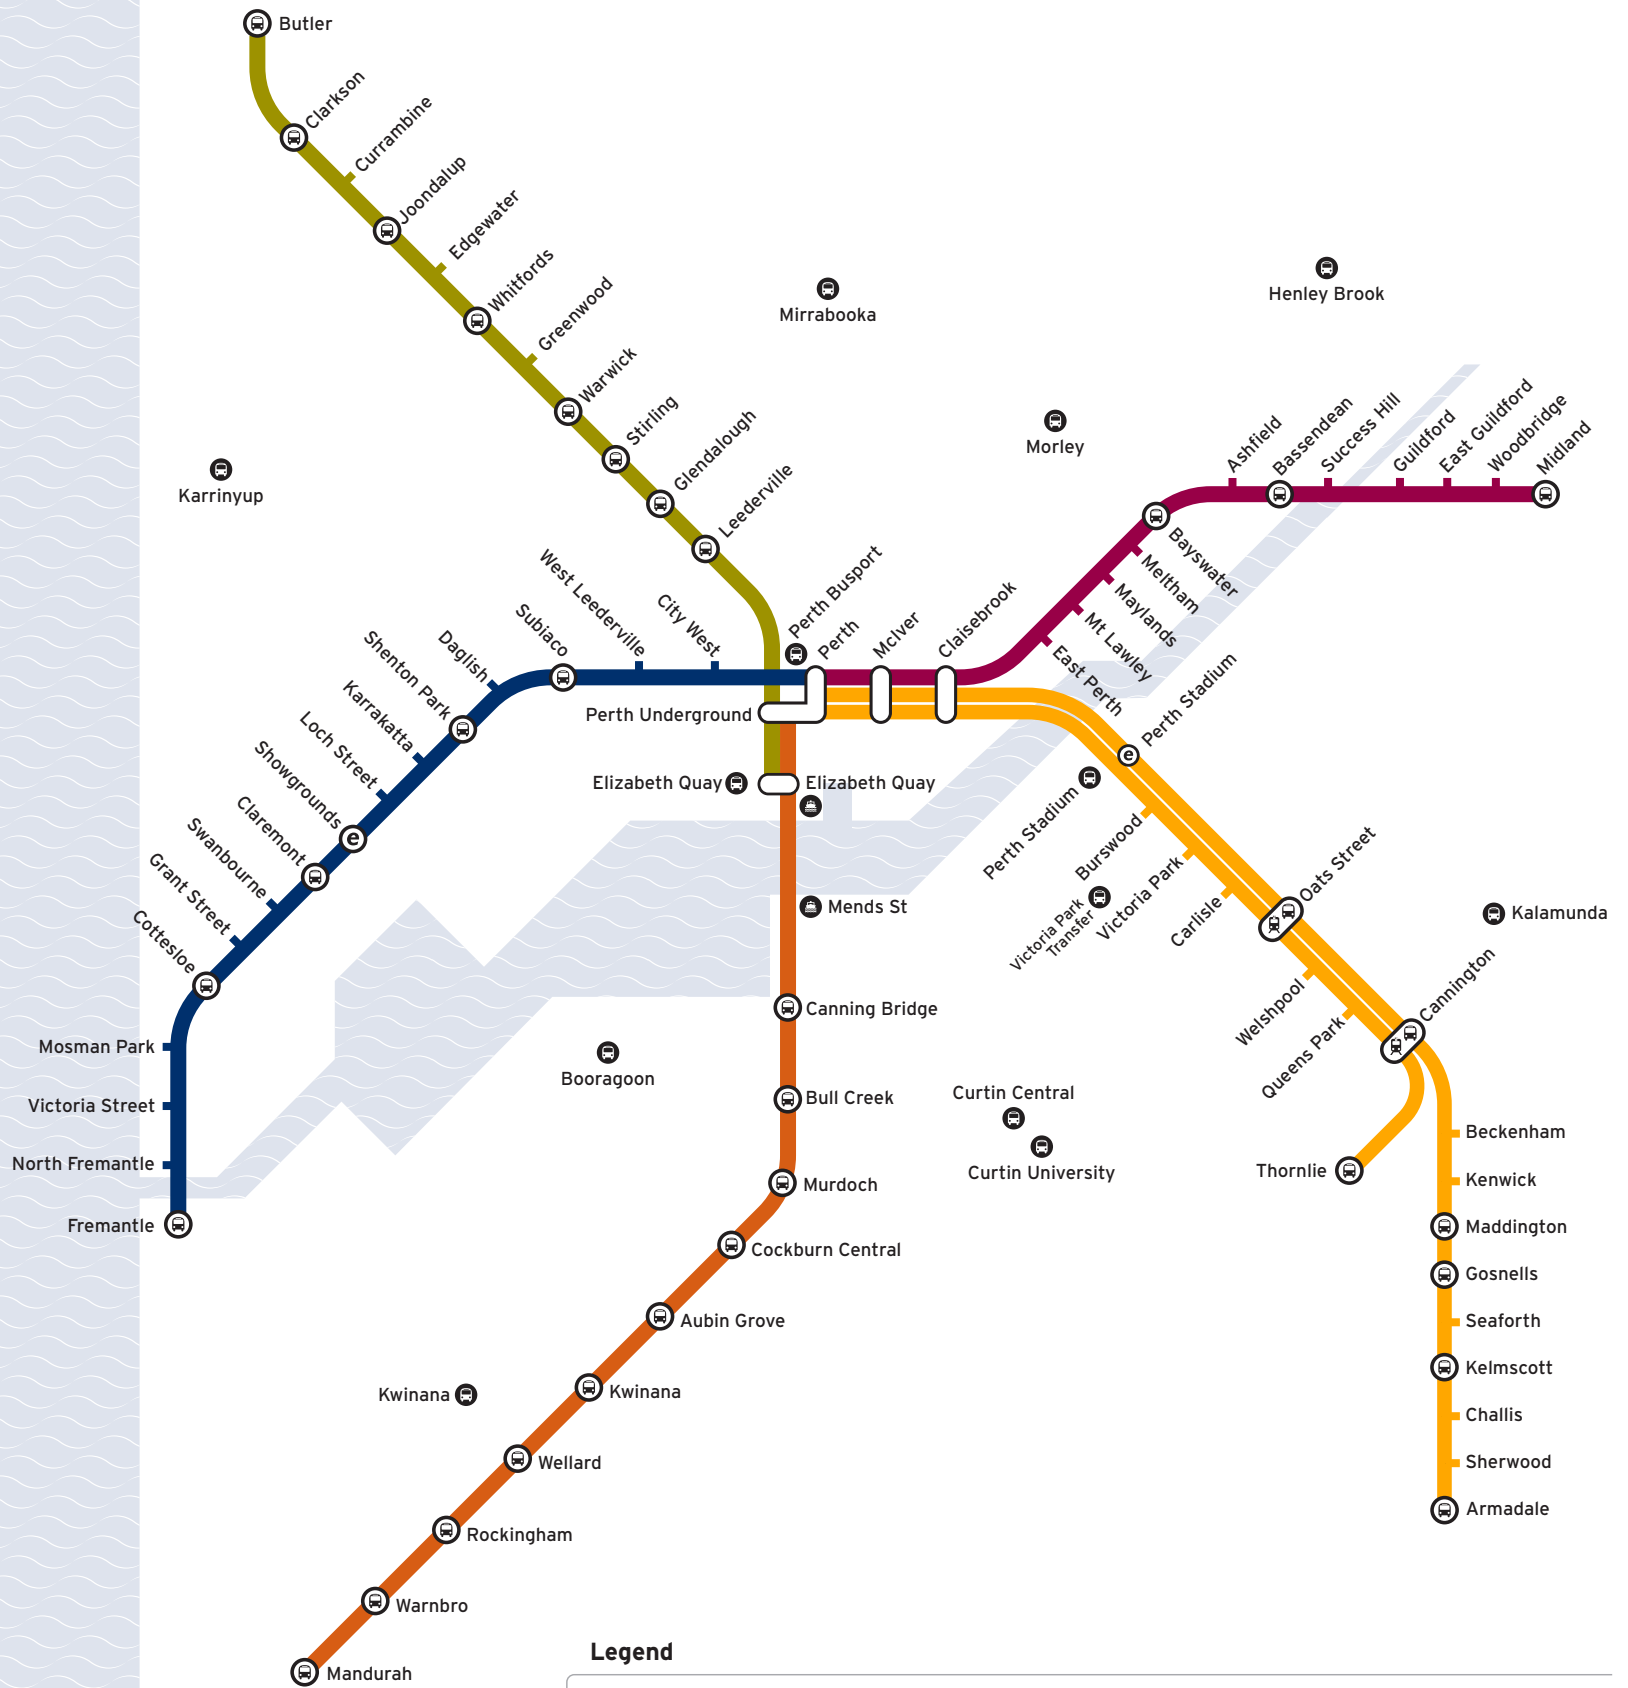 Butler
Clarkson
Currambine
Joondalup
Edgewater
Whitfords
Greenwood
Warwick
Stirling
Glendalough
Leederville
Mirrabooka
Henley Brook
Karrinyup
Morley
Ashfield
Bassendean
Success Hill
Guildford
East Guildford
Woodbridge
Midland
Bayswater
Meltham
Maylands
Mt Lawley
East Perth
Perth Busport
Perth
McIver
Claisebrook
City West
West Leederville
Subiaco
Daglish
Shenton Park
Karrakatta
Loch Street
Showgrounds
e
Claremont
Swanbourne
Grant Street
Cottesloe
Mosman Park
Victoria Street
North Fremantle
Fremantle
Perth Underground
Elizabeth Quay
Elizabeth Quay
Mends St
Canning Bridge
Bull Creek
Murdoch
Cockburn Central
Aubin Grove
Kwinana
Kwinana
Wellard
Rockingham
Warnbro
Mandurah
Booragoon
Curtin Central
Curtin University
Perth Stadium
e
Perth Stadium
Burswood
Victoria Park
Transfer
Victoria Park
Carlisle
Oats Street
Welshpool
Queens Park
Cannington
Kalamunda
Thornlie
Beckenham
Kenwick
Maddington
Gosnells
Seaforth
Kelmscott
Challis
Sherwood
Armadale
Legend